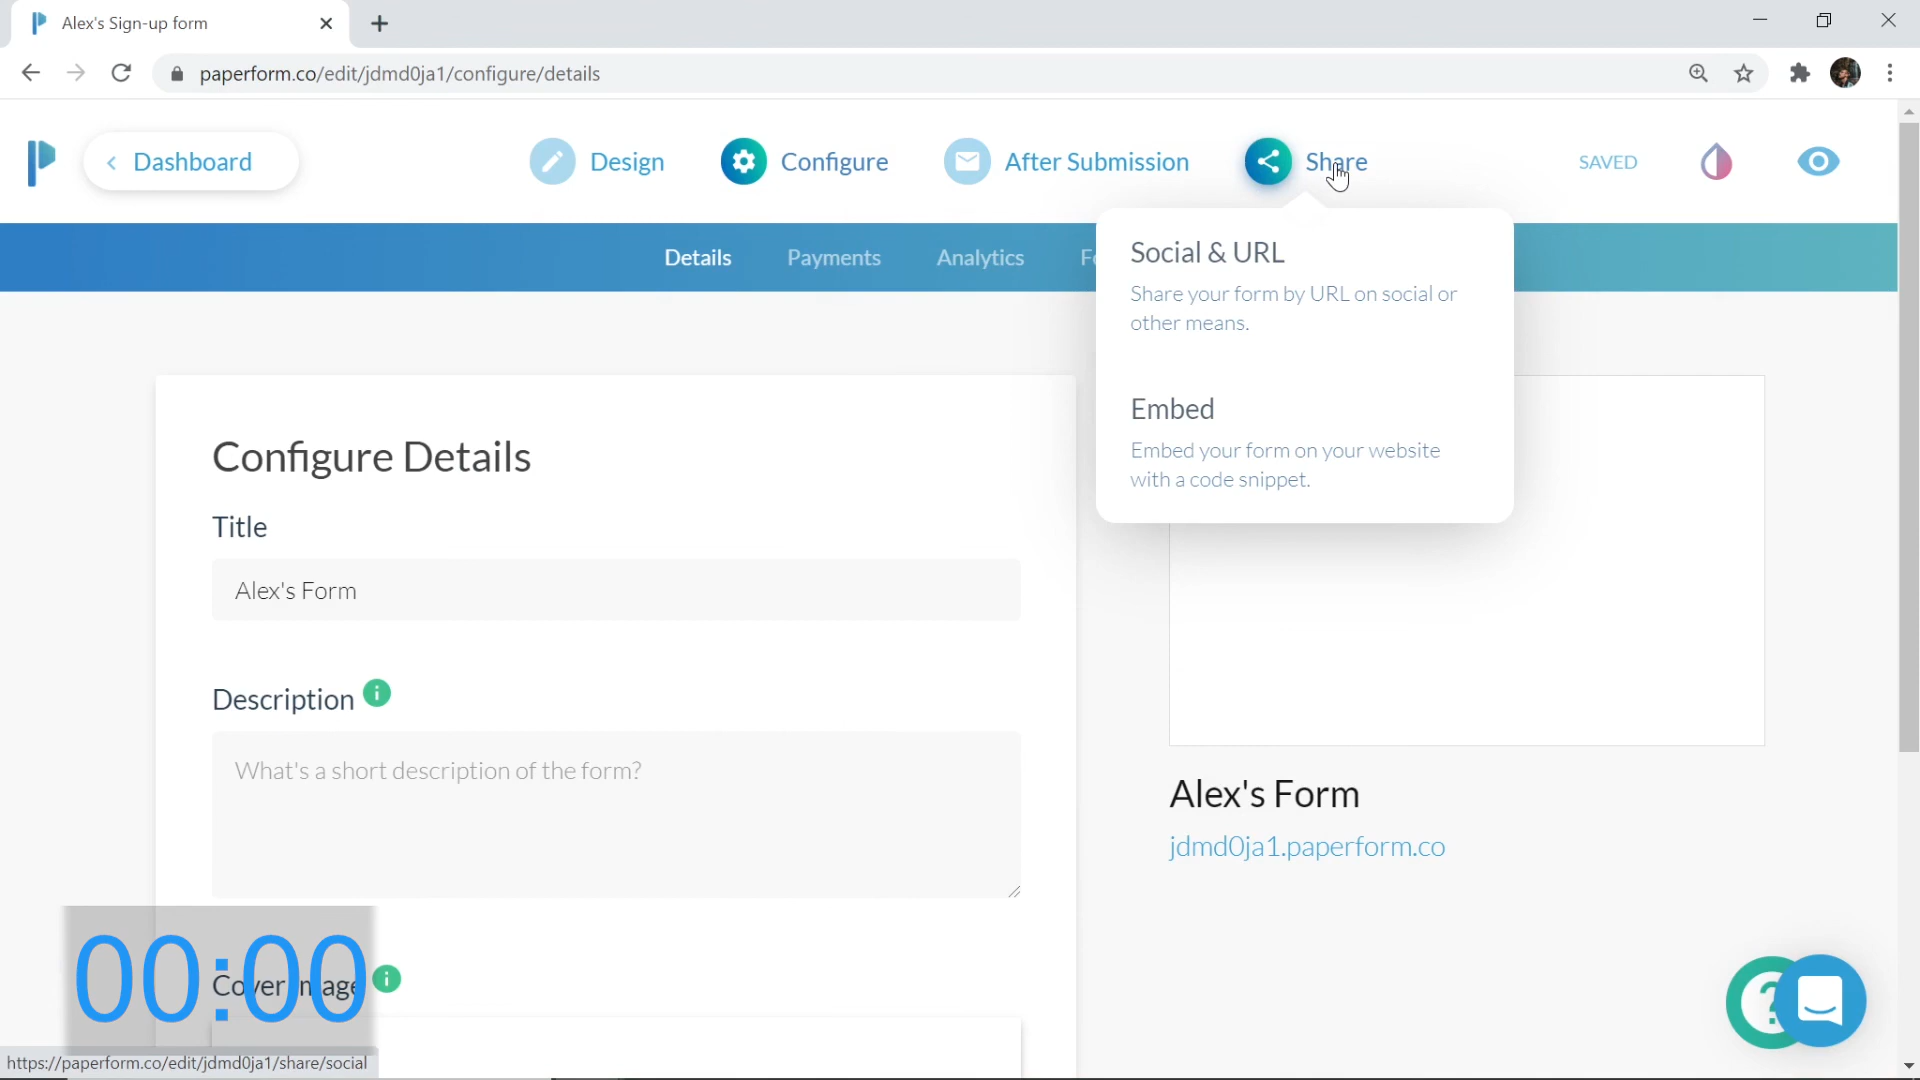 Alex's Sign-up form
paperform.co/edit/jdmd0ja1/configure/details
Dashboard
Design
Configure
After Submission
Share
SAVED
Details
Payments
Analytics
Social & URL
Share your form by URL on social or
other means.
Embed
Embed your form on your website
with a code snippet.
Configure Details
Title
Alex's Form
Description
What's a short description of the form?
Alex's Form
jdmd0ja1.paperform.co
00:00
Cover Image
https://paperform.co/edit/jdmd0ja1/share/social